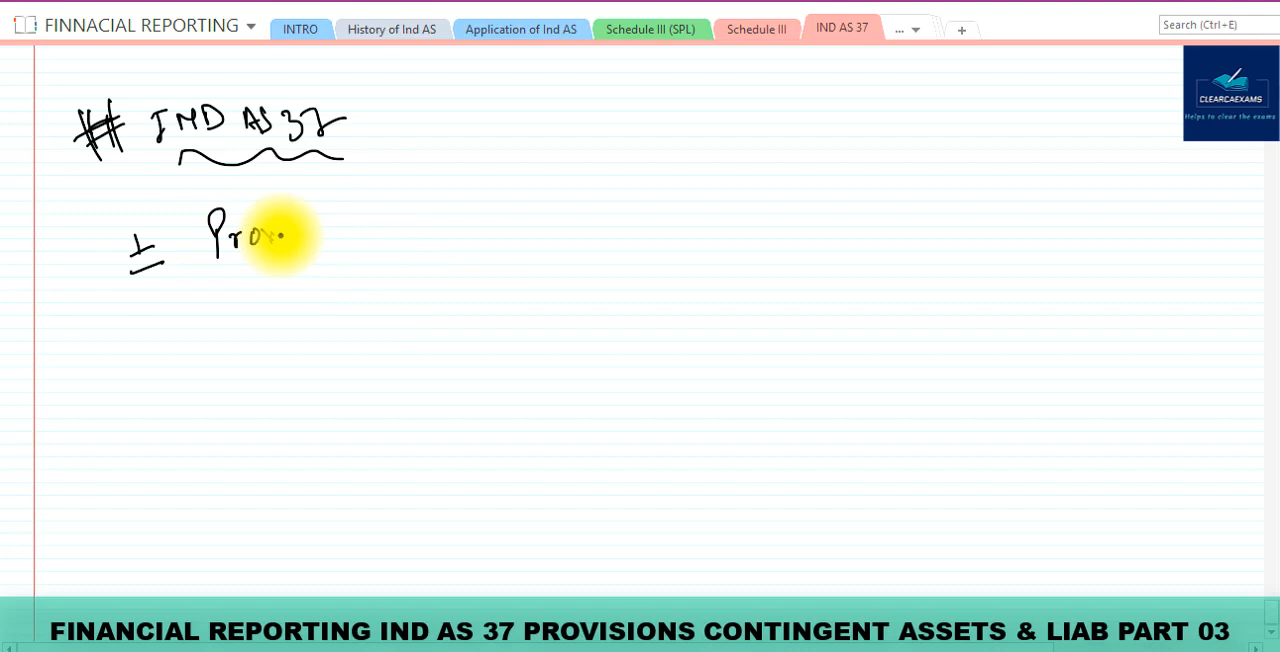 FINNACIAL REPORTING
INTRO
History of Ind AS
Application of Ind AS
Schedule III (SPL)
Schedule III
IND AS 37
...
+
Search (Ctrl+E)
CLEARCAEXAMS
Helps to clear the exams
## IND AS 37
1 Prov
FINANCIAL REPORTING IND AS 37 PROVISIONS CONTINGENT ASSETS & LIAB PART 03